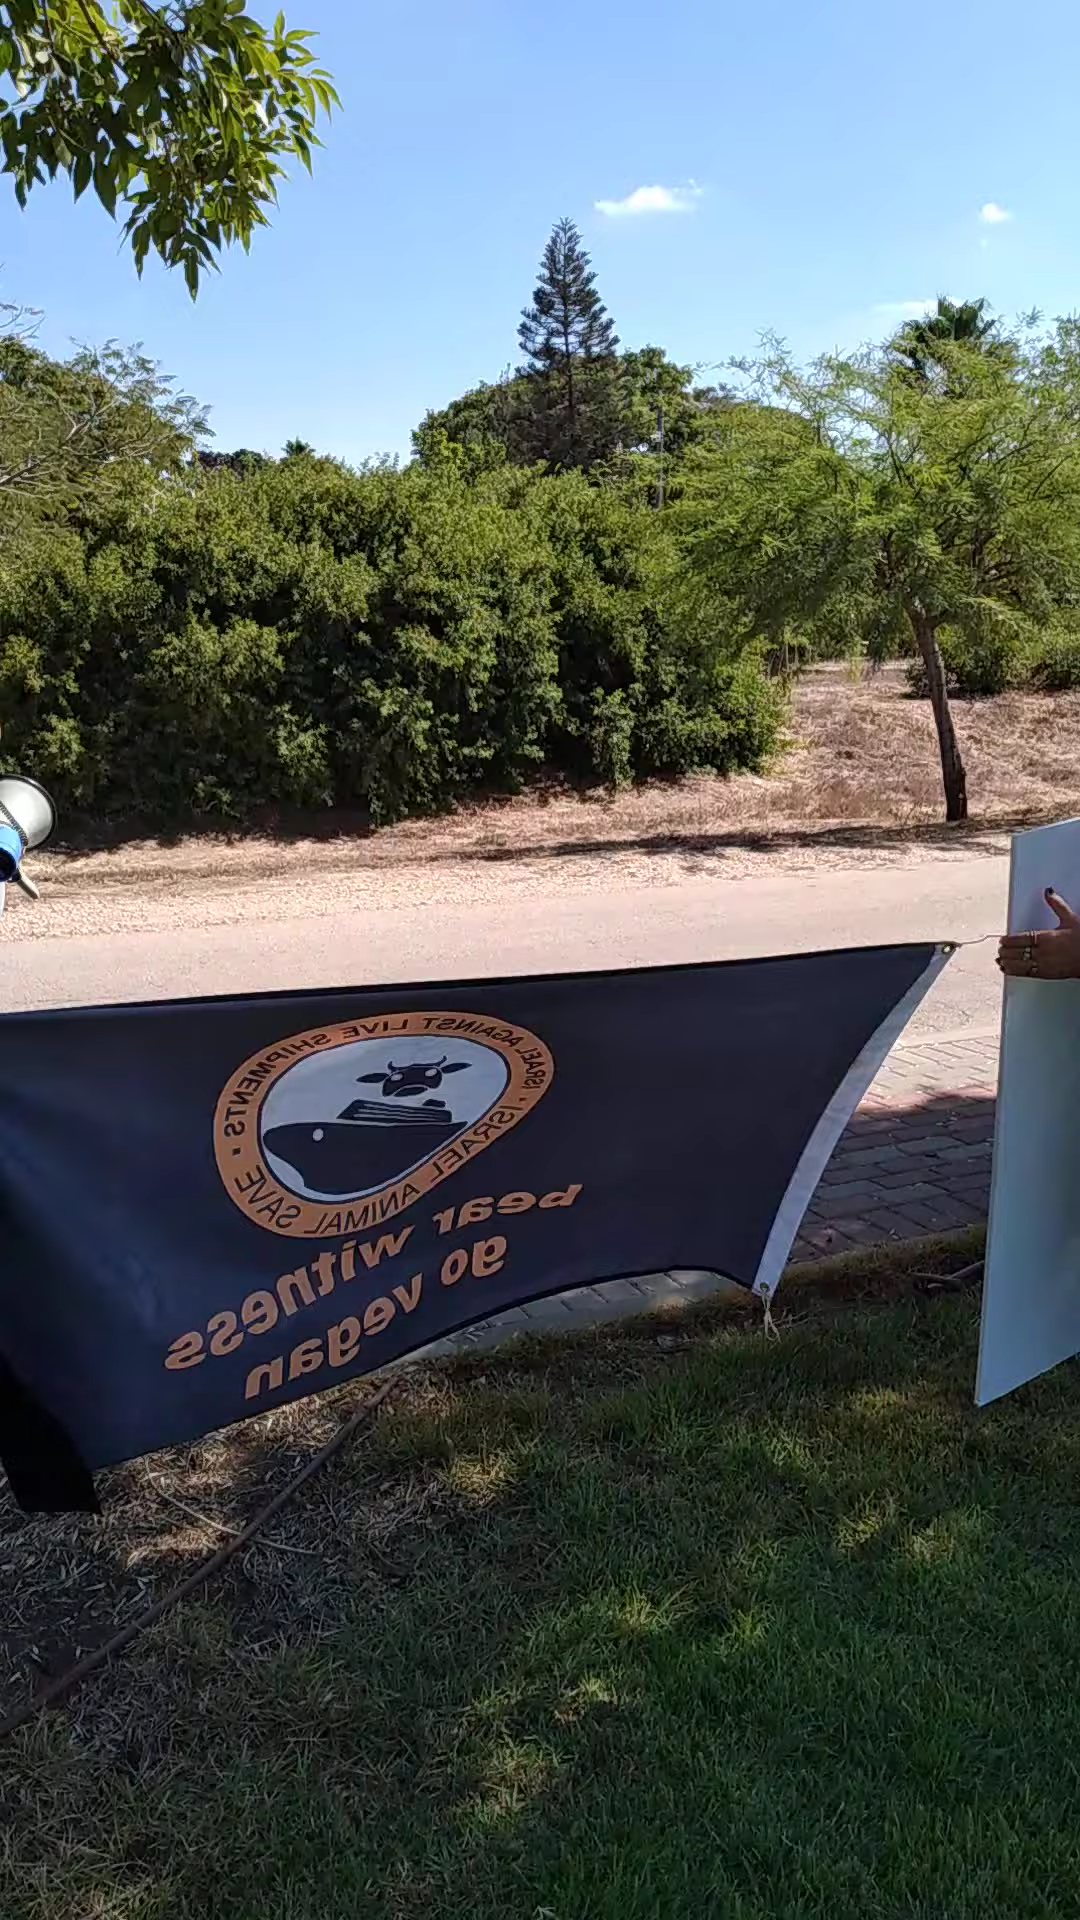 ISRAEL AGAINST LIVE SHIPMENTS · ISRAEL ANIMAL SAVE ·
bear witness
go vegan